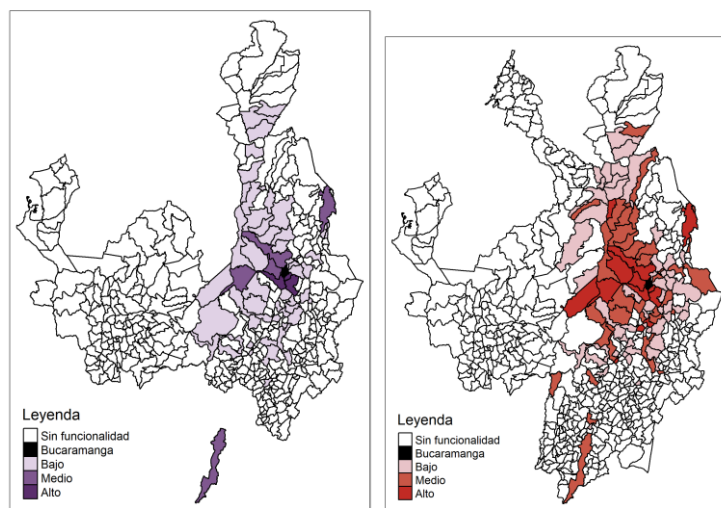 Leyenda
Sin funcionalidad
Bucaramanga
Bajo
Medio
Alto
Leyenda
Sin funcionalidad
Bucaramanga
Bajo
Medio
Alto